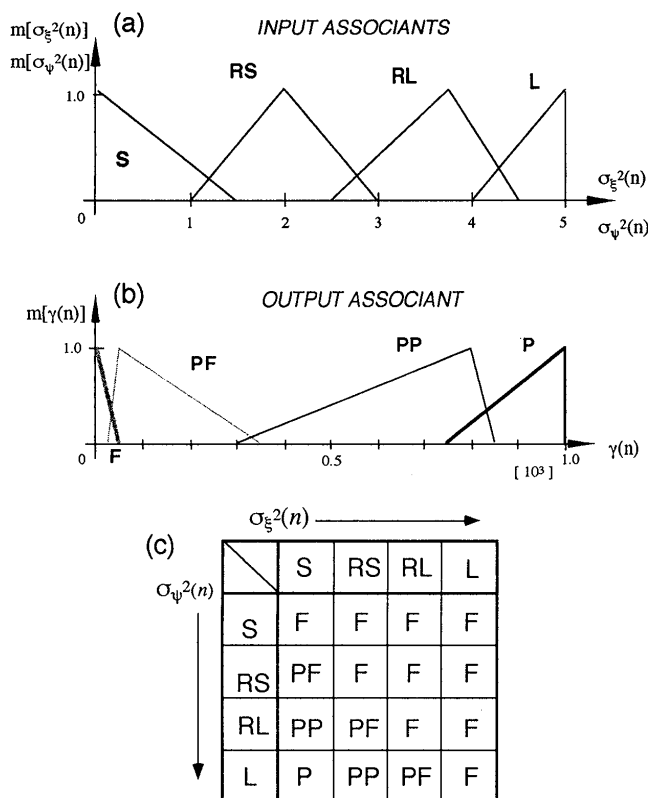 (a) INPUT ASSOCIANTS
m[σξ²(n)]
m[σψ²(n)]
1.0
S
RS
RL
L
0 1 2 3 4 5
σξ²(n)
σψ²(n)
(b) OUTPUT ASSOCIANT
m[γ(n)]
1.0
F
PF
PP
P
0 0.5 1.0
γ(n)
[ 10³ ]
(c)
σξ²(n)
σψ²(n)
S RS RL L
S F F F F
RS PF F F F
RL PP PF F F
L P PP PF F